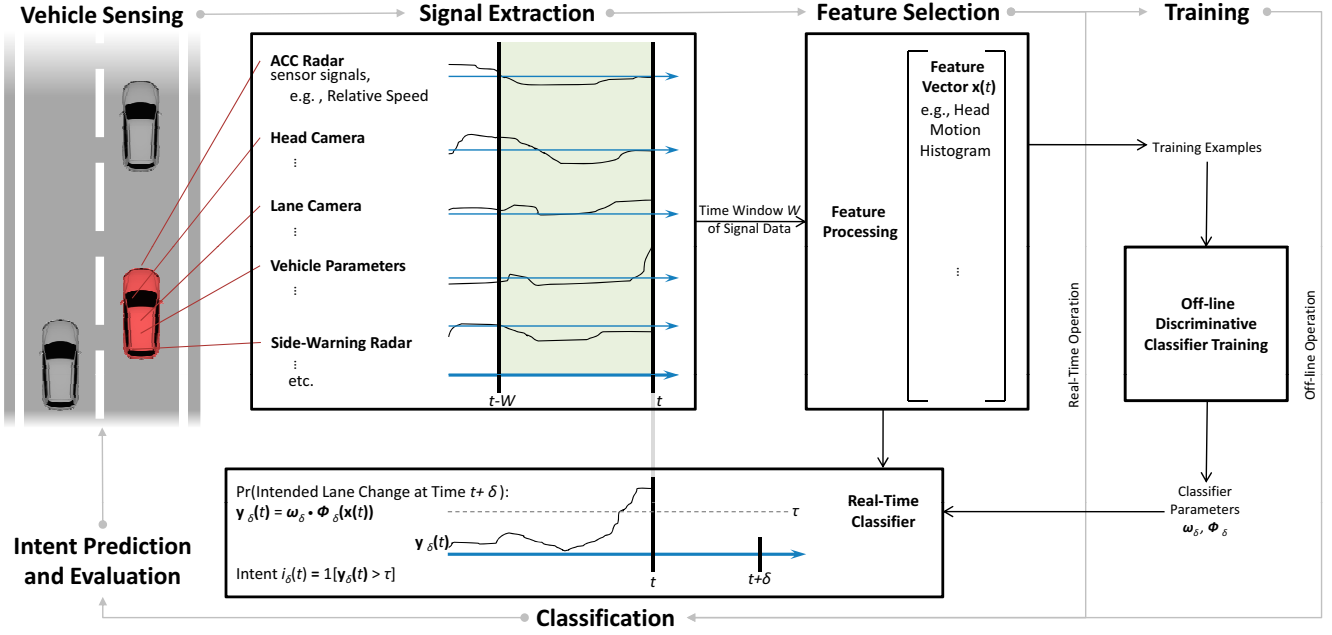 Vehicle Sensing
Signal Extraction
Feature Selection
Training
ACC Radar
sensor signals,
e.g. , Relative Speed
Head Camera
⋮
Lane Camera
⋮
Vehicle Parameters
⋮
Side-Warning Radar
⋮
etc.
t-W
t
Time Window W
of Signal Data
Feature
Processing
Feature
Vector x(t)
e.g., Head
Motion
Histogram
⋮
Real-Time Operation
Training Examples
Off-line
Discriminative
Classifier Training
Off-line Operation
Classifier
Parameters
ω_δ, Φ_δ
Pr(Intended Lane Change at Time t+ δ ):
y_δ(t) = ω_δ • Φ_δ(x(t))
τ
y_δ(t)
Intent i_δ(t) = 1[y_δ(t) > τ]
t
t+δ
Real-Time
Classifier
Intent Prediction
and Evaluation
Classification